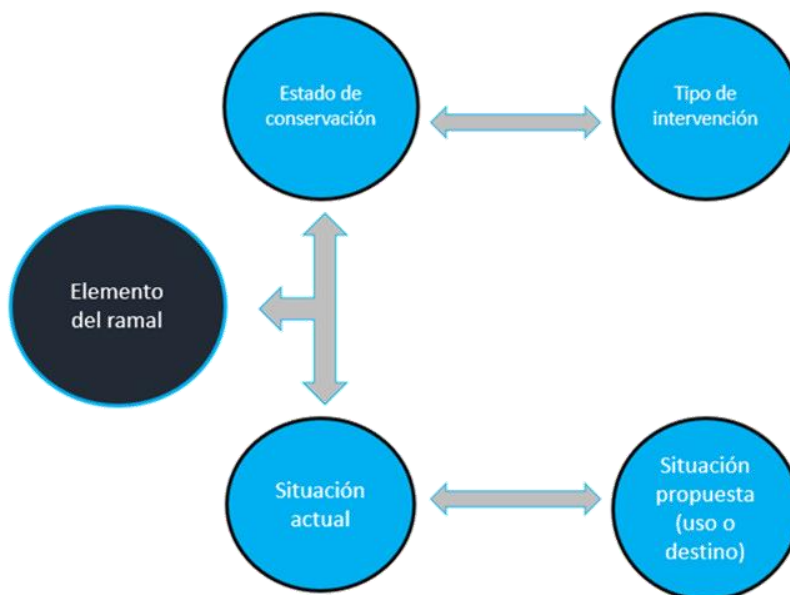 Estado de
conservación
Tipo de
intervención
Elemento
del ramal
Situación
actual
Situación
propuesta
(uso o
destino)